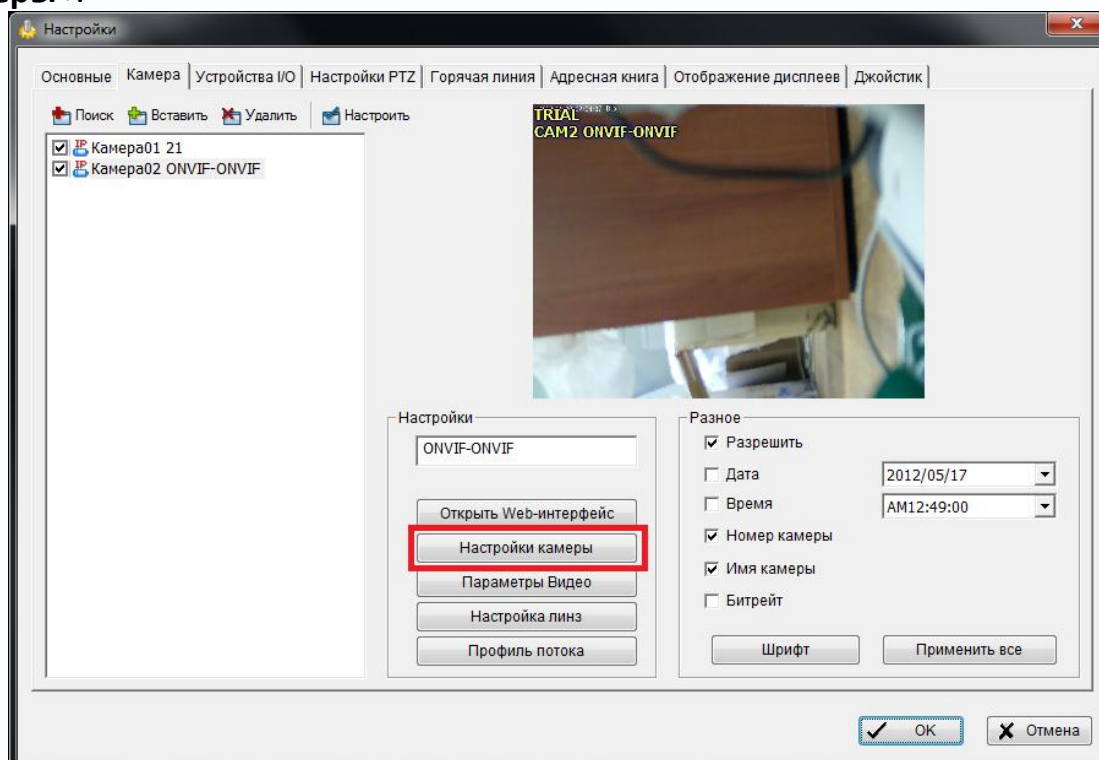 Настройки
Основные Камера Устройства I/O Настройки PTZ Горячая линия Адресная книга Отображение дисплеев Джойстик
Поиск Вставить Удалить Настроить
TRIAL
CAM2 ONVIF-ONVIF
IP Камера01 21
IP Камера02 ONVIF-ONVIF
Настройки
ONVIF-ONVIF
Открыть Web-интерфейс
Настройки камеры
Параметры Видео
Настройка линз
Профиль потока
Разное
Разрешить
Дата 2012/05/17
Время AM12:49:00
Номер камеры
Имя камеры
Битрейт
Шрифт Применить все
OK Отмена